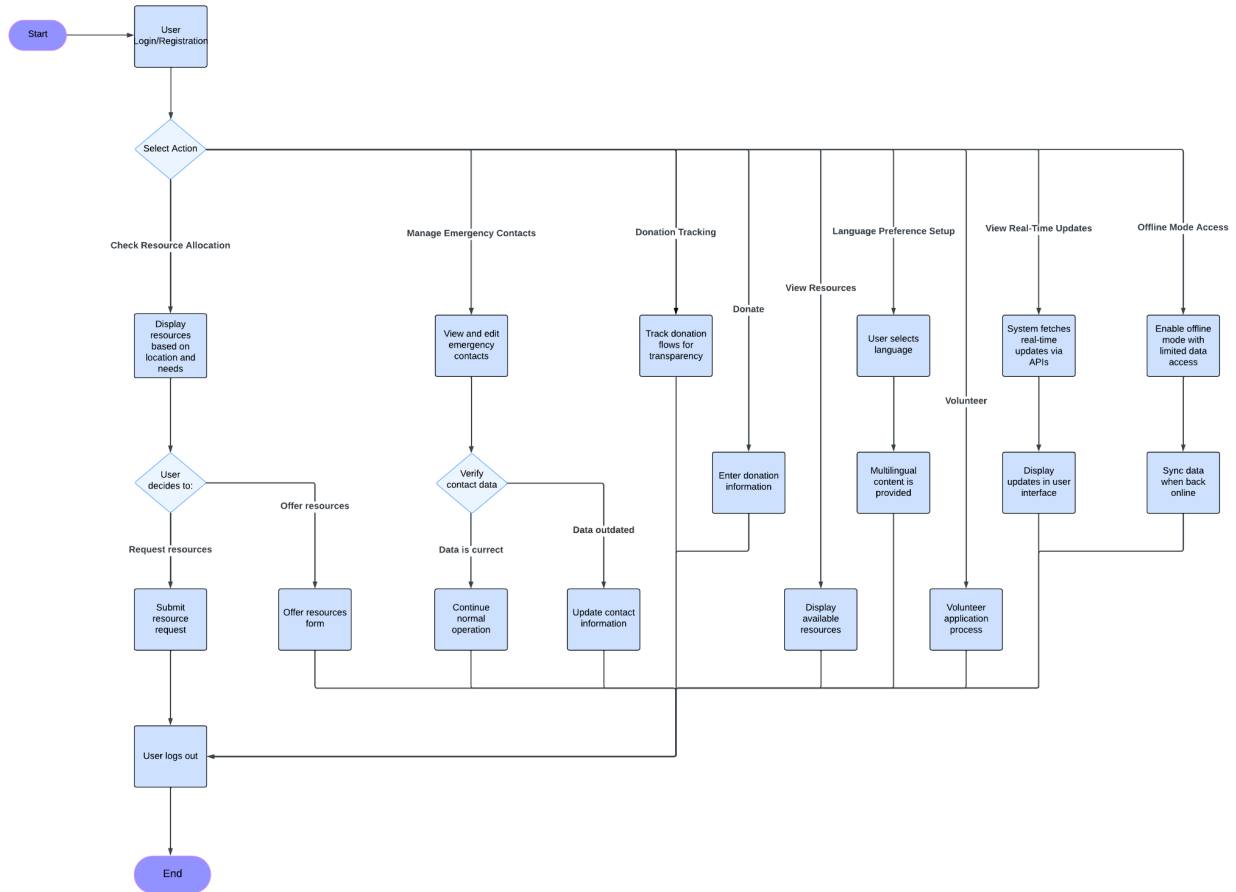 User
Login/Registration
Start
Select Action
Manage Emergency Contacts
Donation Tracking
Language Preference Setup
View Real-Time Updates
Offline Mode Access
Check Resource Allocation
View Resources
Donate
Display
resources
based on
location and
needs
View and edit
emergency
contacts
Track donation
flows for
transparency
User selects
language
System fetches
real-time
updates via
APIs
Enable offline
mode with
limited data
access
Volunteer
User
decides to:
Verify
contact data
Enter donation
information
Multilingual
content is
provided
Display
updates in user
interface
Sync data
when back
online
Offer resources
Data outdated
Request resources
Data is currect
Submit
resource
request
Offer resources
form
Continue
normal
operation
Update contact
information
Display
available
resources
Volunteer
application
process
User logs out
End